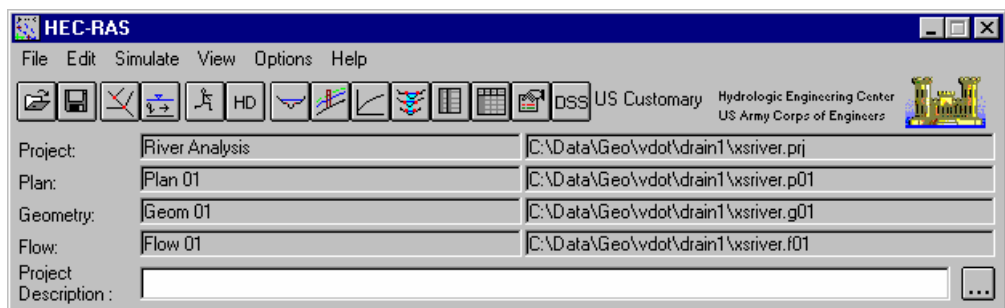 HEC-RAS
File Edit Simulate View Options Help
HD DSS US Customary Hydrologic Engineering Center
US Army Corps of Engineers
Project: River Analysis C:\Data\Geo\vdot\drain1\xsriver.prj
Plan: Plan 01 C:\Data\Geo\vdot\drain1\xsriver.p01
Geometry: Geom 01 C:\Data\Geo\vdot\drain1\xsriver.g01
Flow: Flow 01 C:\Data\Geo\vdot\drain1\xsriver.f01
Project
Description : ...